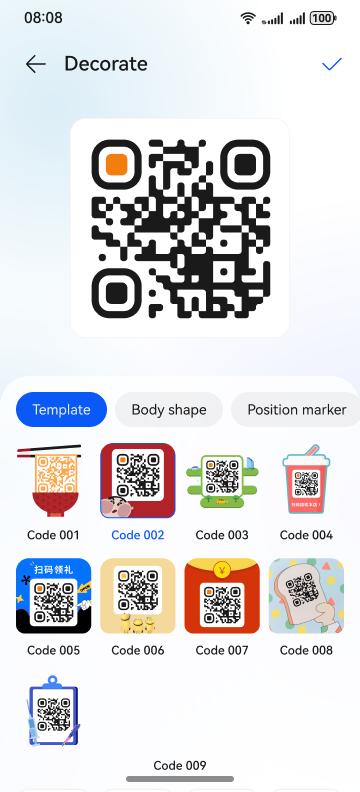 08:08
100
Decorate
Template
Body shape
Position marker
Code 001
Code 002
Code 003
Code 004
扫码领礼
¥
Code 005
Code 006
Code 007
Code 008
Code 009